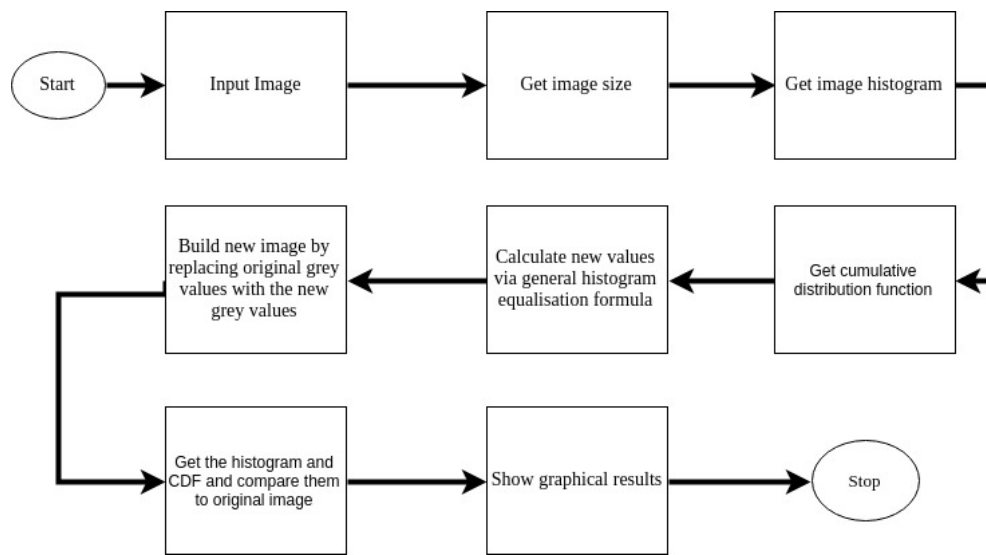 Start
Input Image
Get image size
Get image histogram
Get cumulative
distribution function
Calculate new values
via general histogram
equalisation formula
Build new image by
replacing original grey
values with the new
grey values
Get the histogram and
CDF and compare them
to original image
Show graphical results
Stop